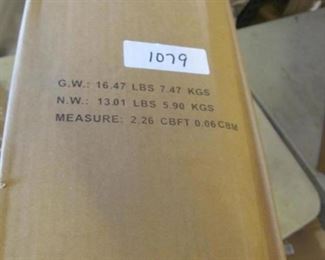 1079
G.W.: 16.47 LBS 7.47 KGS
N.W.: 13.01 LBS 5.90 KGS
MEASURE: 2.26 CBFT 0.06 CBM